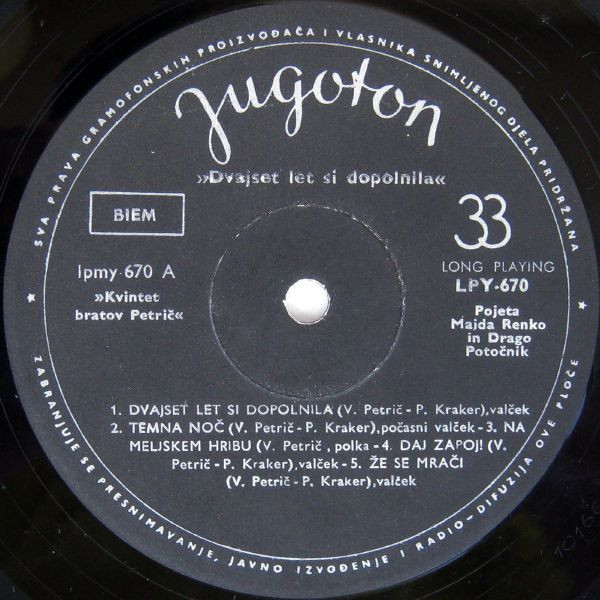 SVA PRAVA GRAMOFONSKIH PROIZVOĐAČA I VLASNIKA SNIMLJENOG DJELA PRIDRŽANA
Jugoton
»Dvajset let si dopolnila«
BIEM
33
lpmy-670 A
LONG PLAYING
LPY-670
»Kvintet
bratov Petrič«
Pojeta
Majda Renko
in Drago
Potočnik
1. DVAJSET LET SI DOPOLNILA (V. Petrič - P. Kraker),valček
2. TEMNA NOČ (V. Petrič - P. Kraker),počasni valček - 3. NA
MELJSKEM HRIBU (V. Petrič , polka - 4. DAJ ZAPOJ! (V.
Petrič - P. Kraker),valček - 5. ŽE SE MRAČI
(V. Petrič - P. Kraker),valček
ZABRANJUJE SE PRESNIMAVANJE, JAVNO IZVOĐENJE I RADIO-DIFUZIJA OVE PLOČE